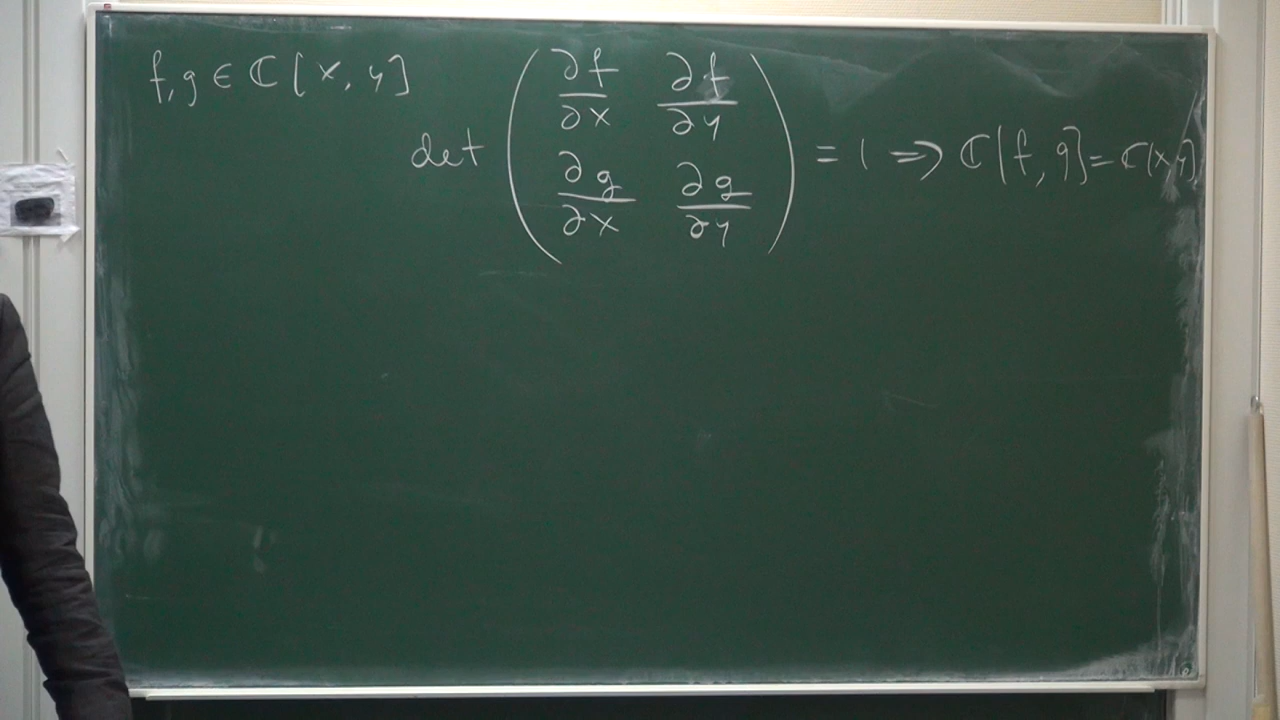 f, g ∈ ℂ[x, y]
det ( ∂f/∂x ∂f/∂y ; ∂g/∂x ∂g/∂y ) = 1 ⇒ ℂ[f, g] = ℂ[x, y]